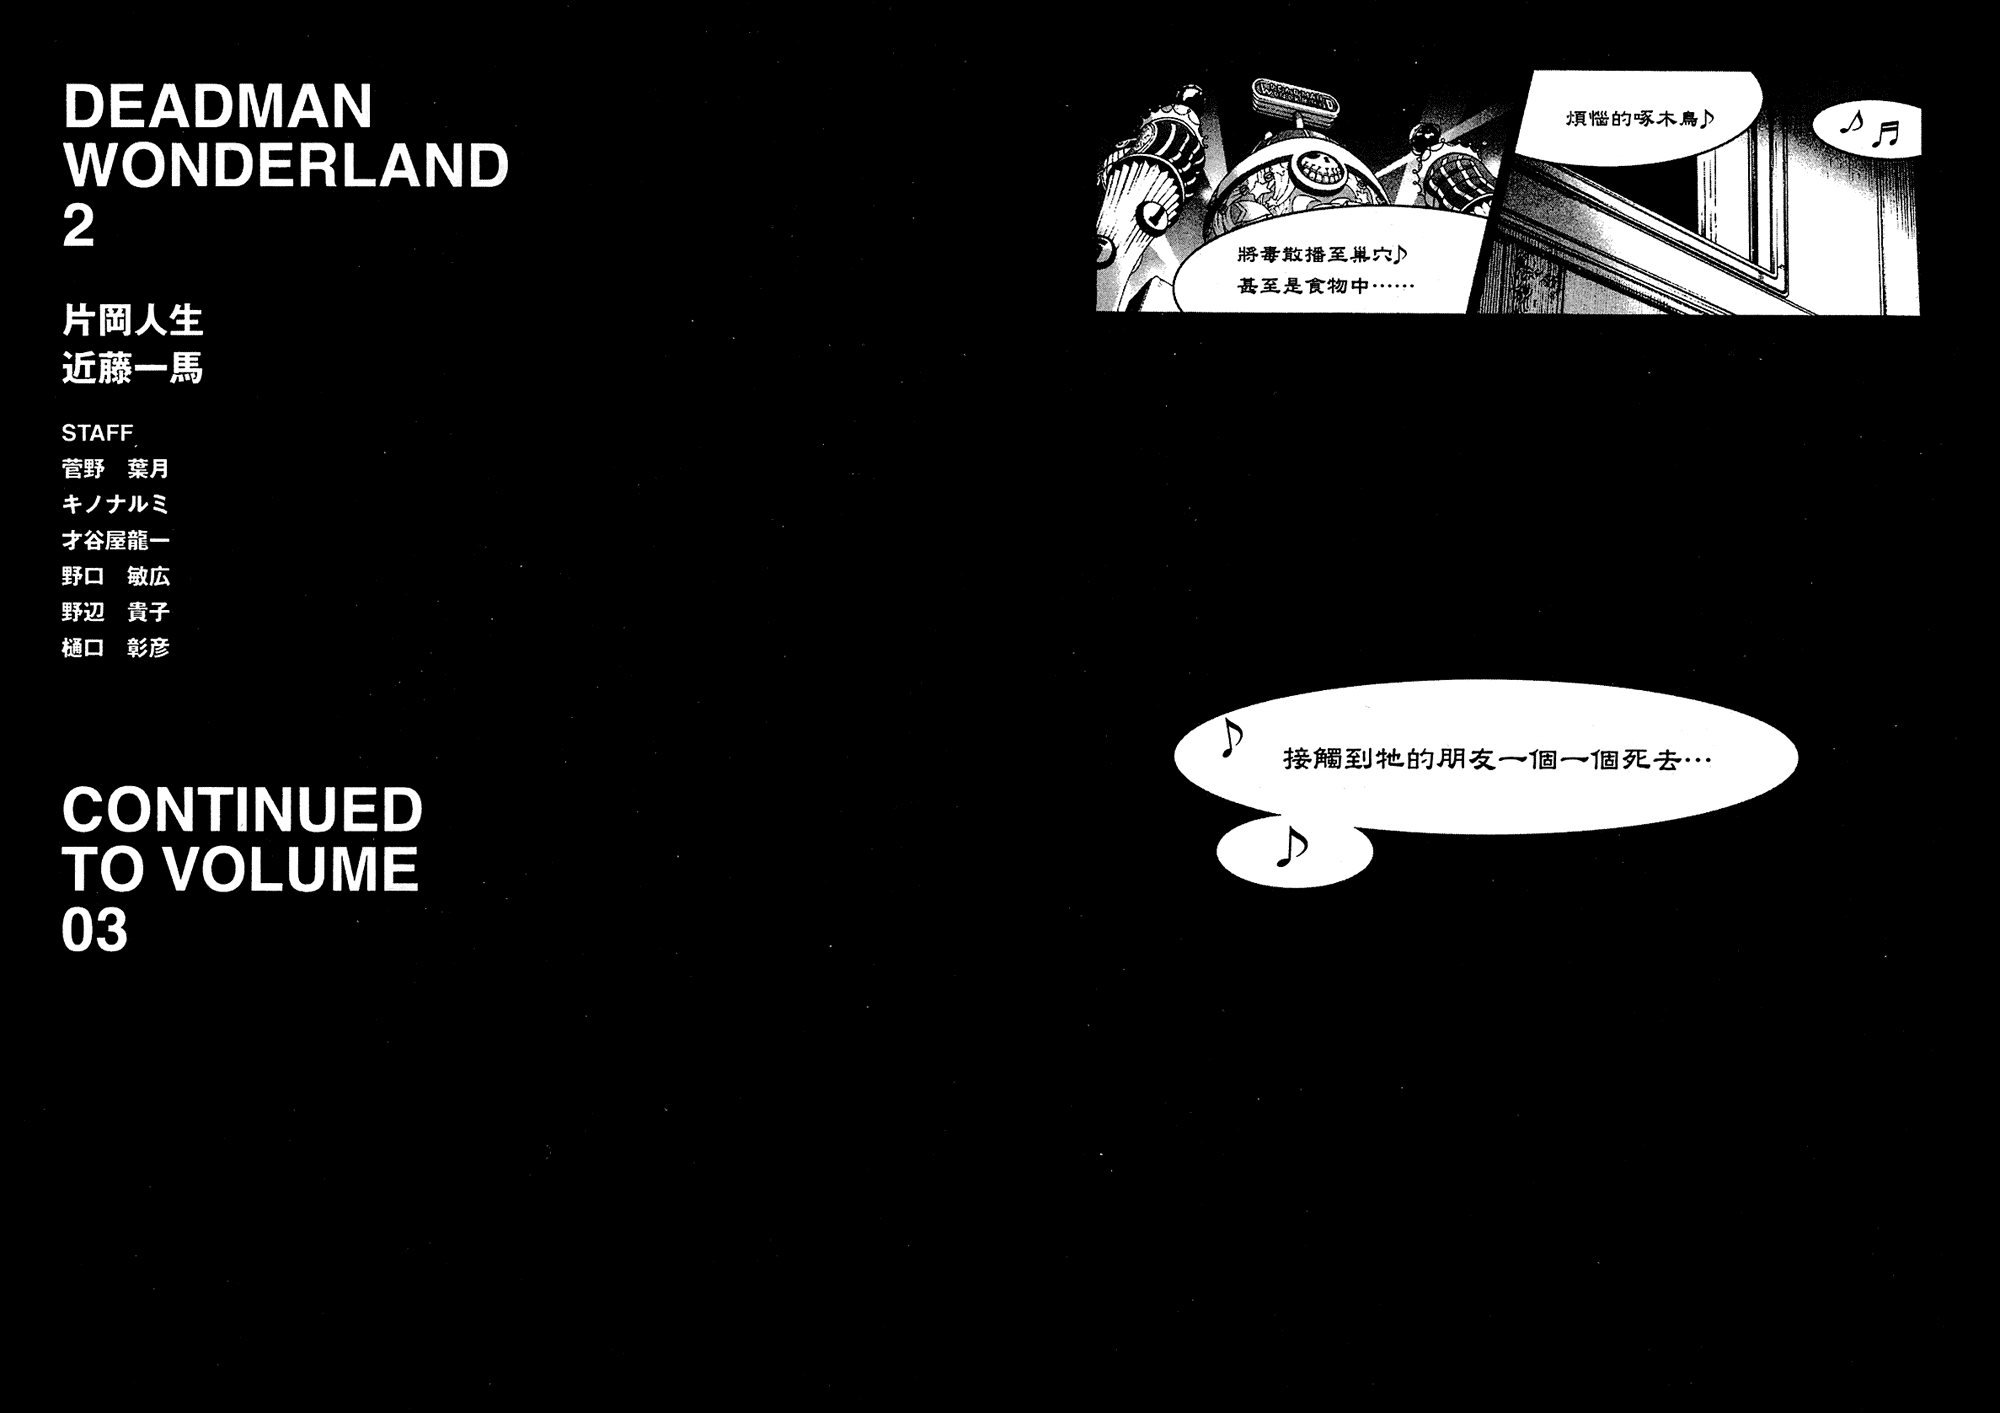 ♪♬
煩惱的啄木鳥♪
DEADMAN
WONDERLAND
將毒散播至巢穴♪
甚至是食物中……
♪
接觸到牠的朋友一個一個死去…
♪
DEADMAN
WONDERLAND
2
片岡人生
近藤一馬
STAFF
菅野　葉月
キノナルミ
才谷屋龍一
野口　敏広
野辺　貴子
樋口　彰彦
CONTINUED
TO VOLUME
03